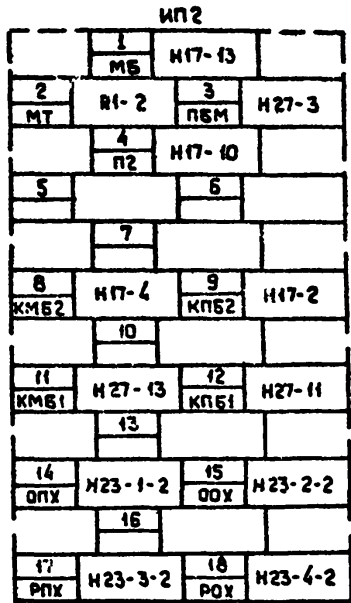 ИП2
1 Н17-13
МБ
2 Я1-2 3 Н27-3
МТ ПБМ
4 Н17-10
П2
5 6
7
8 Н17-4 9 Н17-2
КМБ2 КПБ2
10
11 Н27-13 12 Н27-11
КМБ1 КПБ1
13
14 Н23-1-2 15 Н23-2-2
ОПХ ООХ
16
17 Н23-3-2 18 Н23-4-2
РПХ РОХ